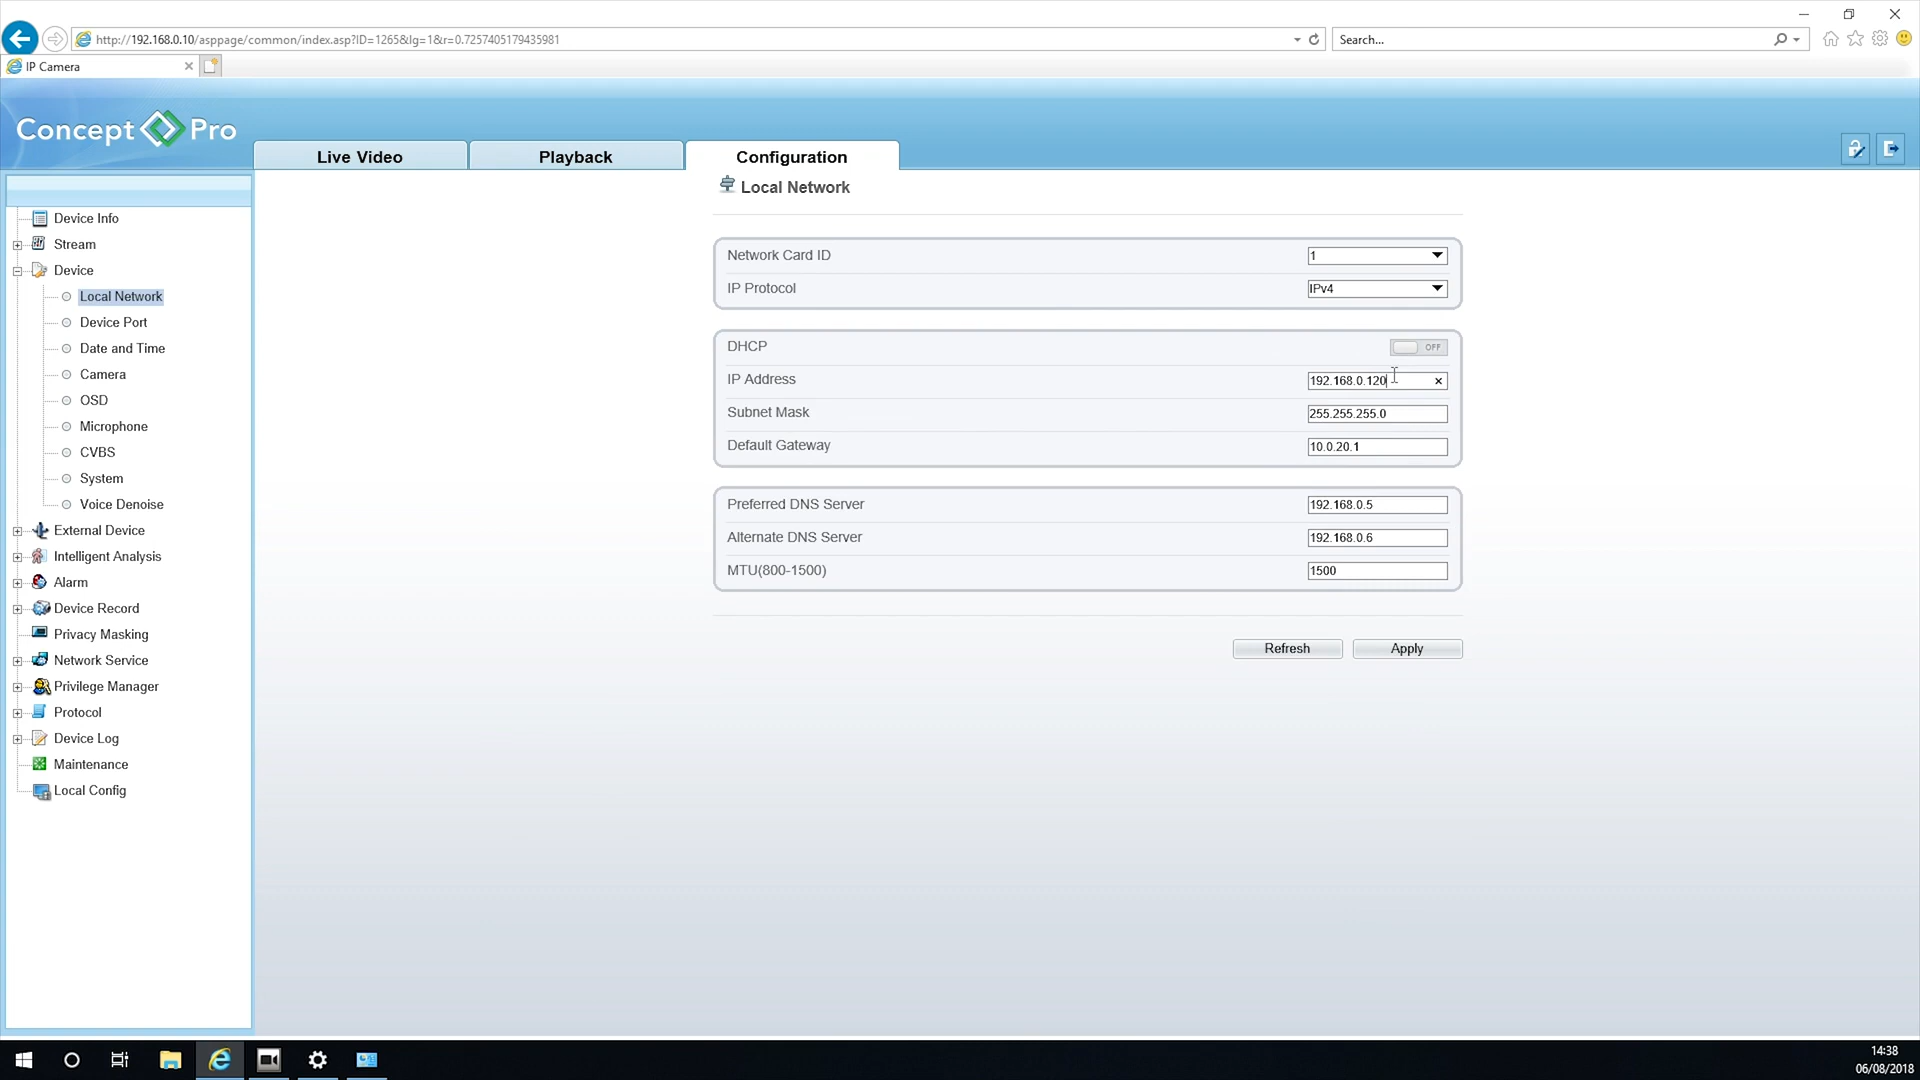 http://192.168.0.10/asppage/common/index.asp?ID=1265&lg=1&r=0.7257405179435981
Search...
IP Camera
Concept Pro
Live Video
Playback
Configuration
Local Network
Device Info
Stream
Device
Local Network
Device Port
Date and Time
Camera
OSD
Microphone
CVBS
System
Voice Denoise
External Device
Intelligent Analysis
Alarm
Device Record
Privacy Masking
Network Service
Privilege Manager
Protocol
Device Log
Maintenance
Local Config
Network Card ID 1
IP Protocol IPv4
DHCP OFF
IP Address 192.168.0.120
Subnet Mask 255.255.255.0
Default Gateway 10.0.20.1
Preferred DNS Server 192.168.0.5
Alternate DNS Server 192.168.0.6
MTU(800-1500) 1500
Refresh Apply
14:38
06/08/2018